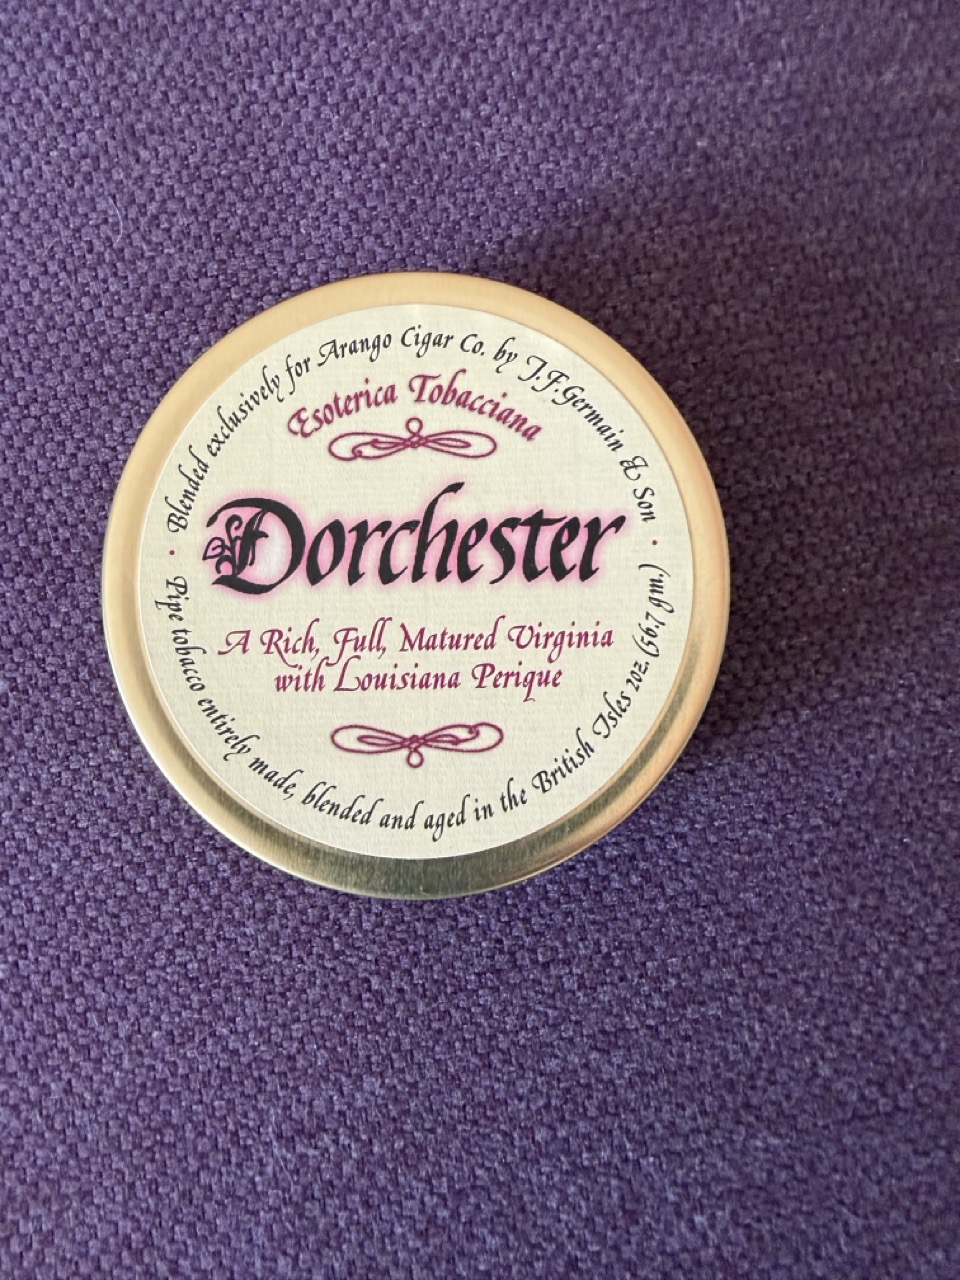 · Blended exclusively for Arango Cigar Co. by J.F.Germain & Son ·
Esoterica Tobacciana
Dorchester
A Rich, Full, Matured Virginia
with Louisiana Perique
Pipe tobacco entirely made, blended and aged in the British Isles 2oz. (56.7 gm.)